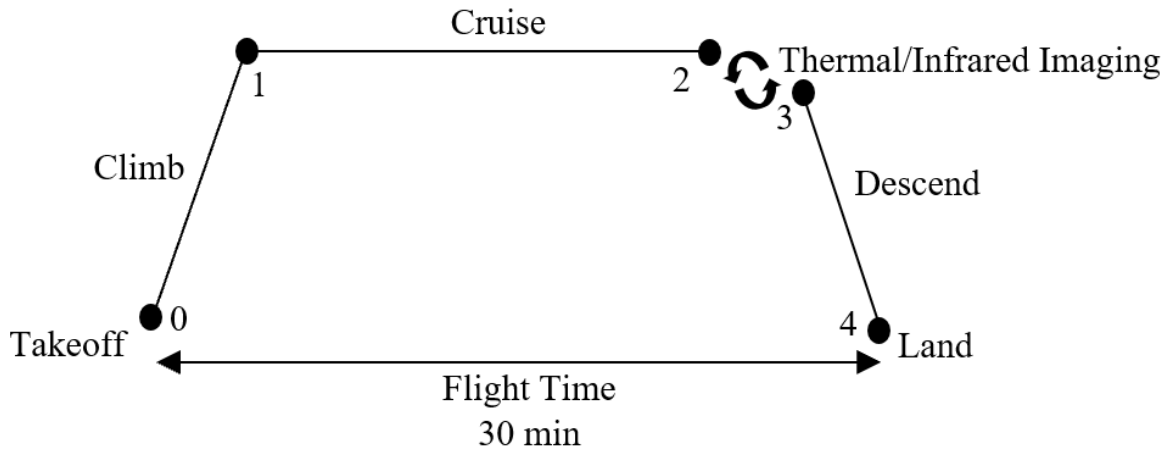 Cruise
1
2
Thermal/Infrared Imaging
3
Climb
Descend
0
Takeoff
4
Land
Flight Time
30 min